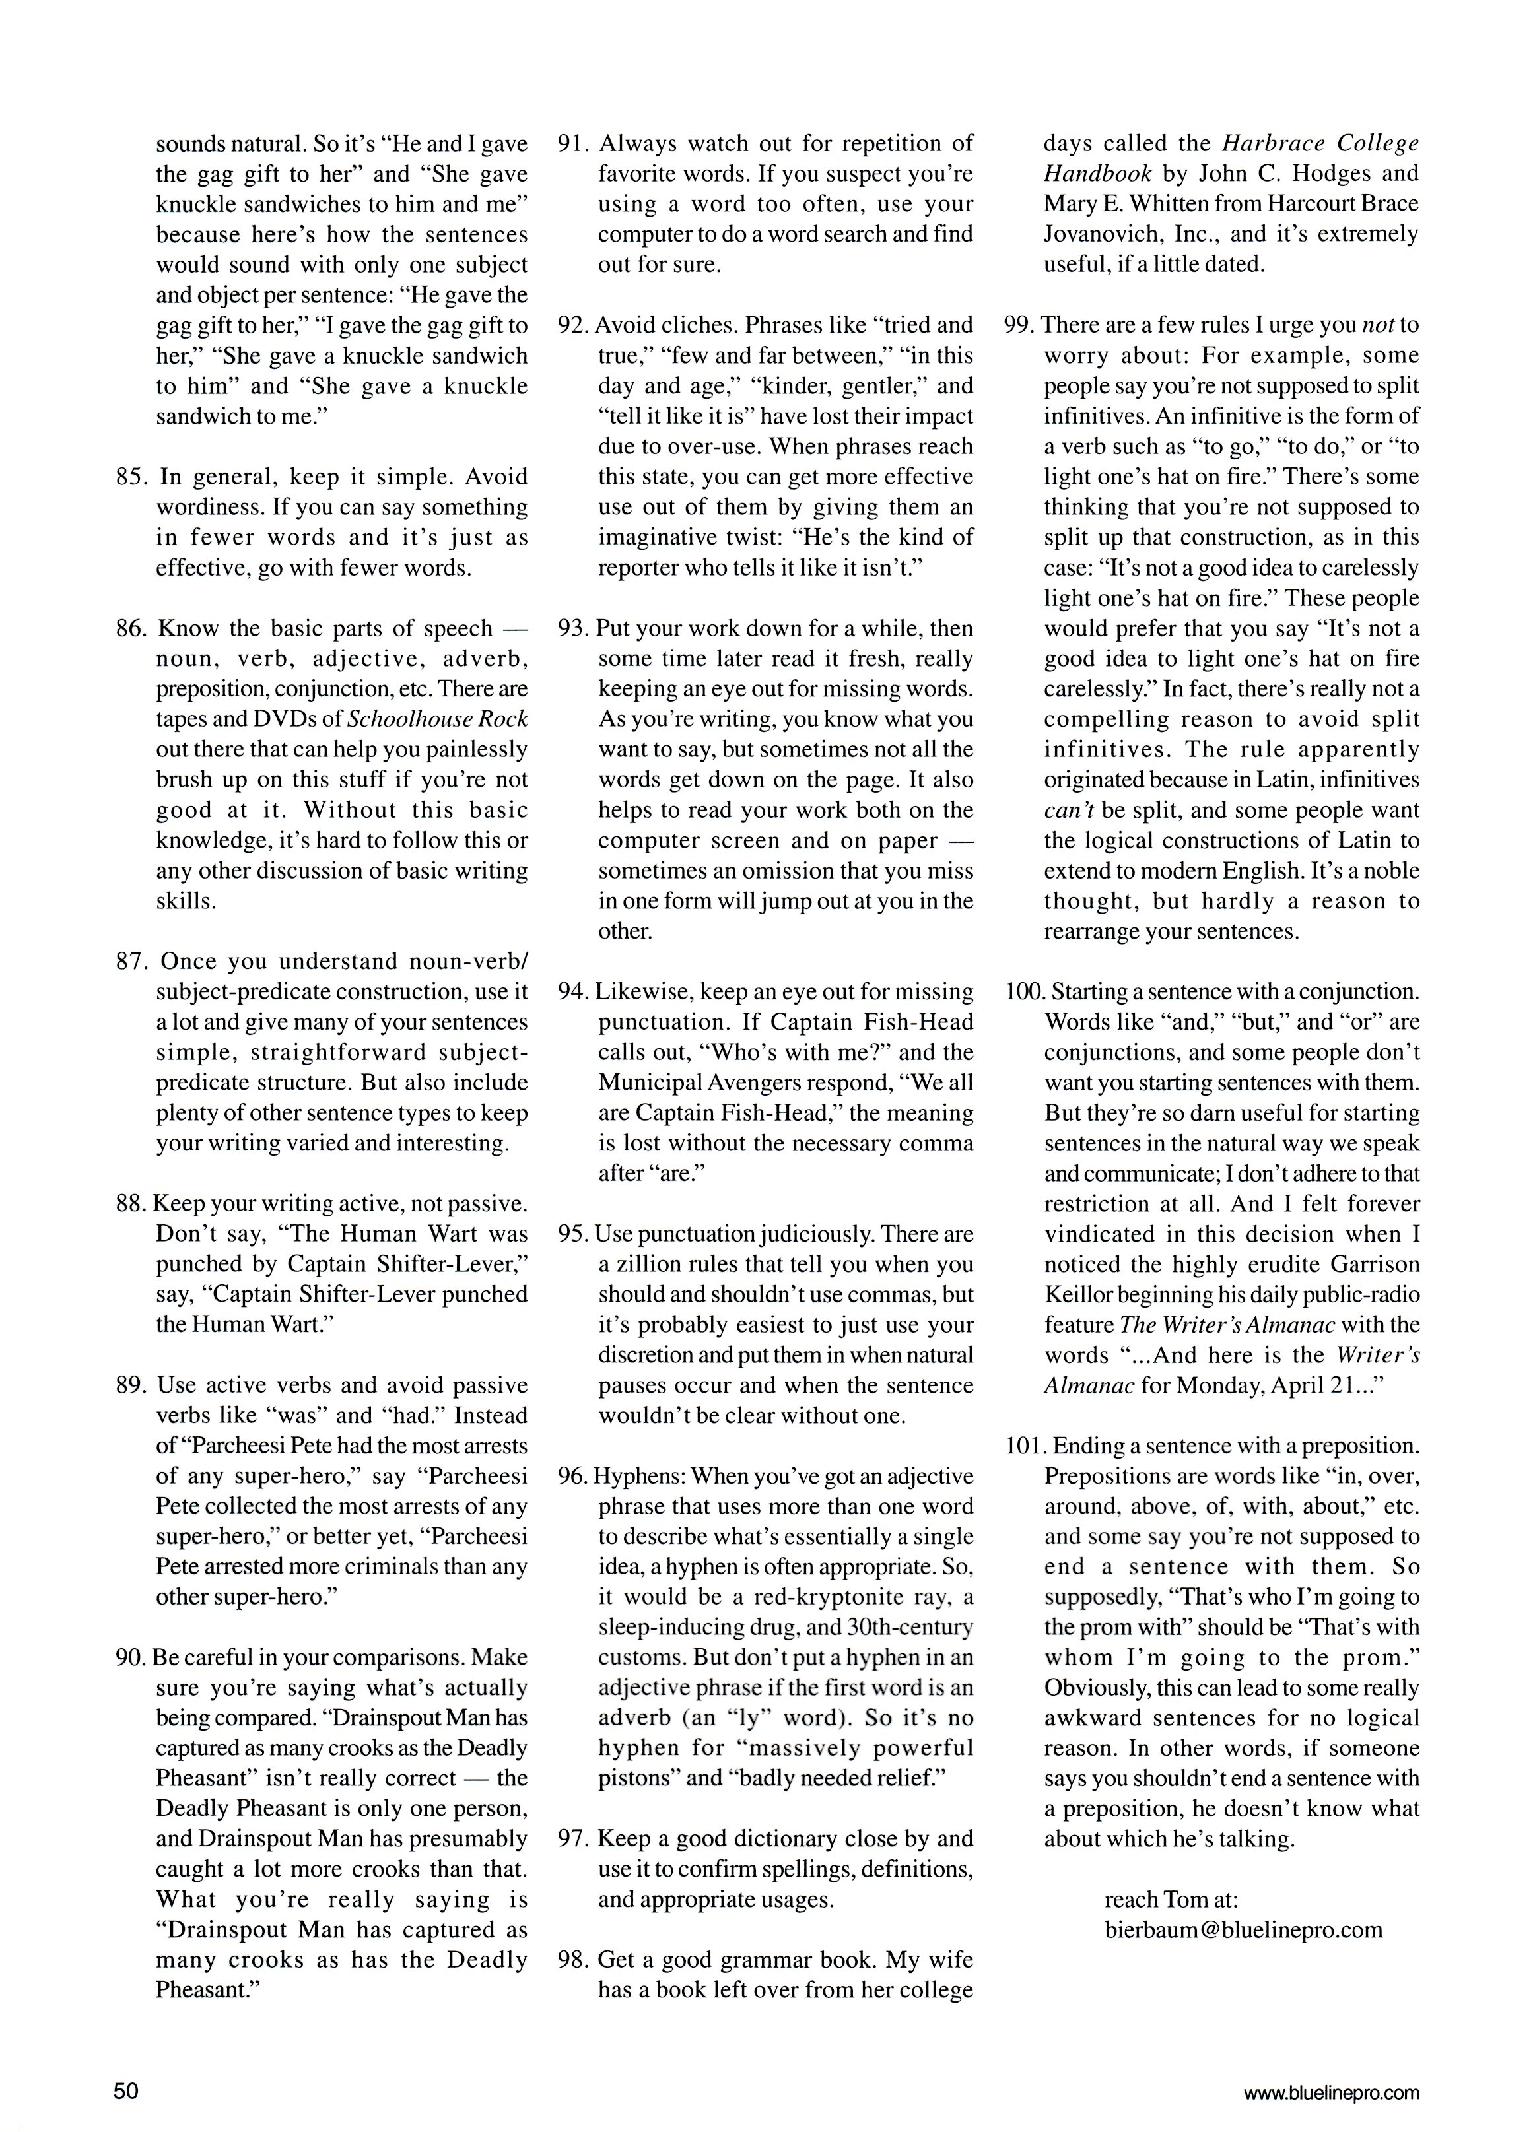 sounds natural. So it's “He and I gave
the gag gift to her” and “She gave
knuckle sandwiches to him and me”
because here's how the sentences
would sound with only one subject
and object per sentence: “He gave the
gag gift to her,” “I gave the gag gift to
her,” “She gave a knuckle sandwich
to him” and “She gave a knuckle
sandwich to me.”
85. In general, keep it simple. Avoid
wordiness. If you can say something
in fewer words and it's just as
effective, go with fewer words.
86. Know the basic parts of speech —
noun, verb, adjective, adverb,
preposition, conjunction, etc. There are
tapes and DVDs of Schoolhouse Rock
out there that can help you painlessly
brush up on this stuff if you're not
good at it. Without this basic
knowledge, it's hard to follow this or
any other discussion of basic writing
skills.
87. Once you understand noun-verb/
subject-predicate construction, use it
a lot and give many of your sentences
simple, straightforward subject-
predicate structure. But also include
plenty of other sentence types to keep
your writing varied and interesting.
88. Keep your writing active, not passive.
Don't say, “The Human Wart was
punched by Captain Shifter-Lever,”
say, “Captain Shifter-Lever punched
the Human Wart.”
89. Use active verbs and avoid passive
verbs like “was” and “had.” Instead
of “Parcheesi Pete had the most arrests
of any super-hero,” say “Parcheesi
Pete collected the most arrests of any
super-hero,” or better yet, “Parcheesi
Pete arrested more criminals than any
other super-hero.”
90. Be careful in your comparisons. Make
sure you're saying what's actually
being compared. “Drainspout Man has
captured as many crooks as the Deadly
Pheasant” isn't really correct — the
Deadly Pheasant is only one person,
and Drainspout Man has presumably
caught a lot more crooks than that.
What you're really saying is
“Drainspout Man has captured as
many crooks as has the Deadly
Pheasant.”
91. Always watch out for repetition of
favorite words. If you suspect you're
using a word too often, use your
computer to do a word search and find
out for sure.
92. Avoid cliches. Phrases like “tried and
true,” “few and far between,” “in this
day and age,” “kinder, gentler,” and
“tell it like it is” have lost their impact
due to over-use. When phrases reach
this state, you can get more effective
use out of them by giving them an
imaginative twist: “He's the kind of
reporter who tells it like it isn't.”
93. Put your work down for a while, then
some time later read it fresh, really
keeping an eye out for missing words.
As you're writing, you know what you
want to say, but sometimes not all the
words get down on the page. It also
helps to read your work both on the
computer screen and on paper —
sometimes an omission that you miss
in one form will jump out at you in the
other.
94. Likewise, keep an eye out for missing
punctuation. If Captain Fish-Head
calls out, “Who's with me?” and the
Municipal Avengers respond, “We all
are Captain Fish-Head,” the meaning
is lost without the necessary comma
after “are.”
95. Use punctuation judiciously. There are
a zillion rules that tell you when you
should and shouldn't use commas, but
it's probably easiest to just use your
discretion and put them in when natural
pauses occur and when the sentence
wouldn't be clear without one.
96. Hyphens: When you've got an adjective
phrase that uses more than one word
to describe what's essentially a single
idea, a hyphen is often appropriate. So,
it would be a red-kryptonite ray, a
sleep-inducing drug, and 30th-century
customs. But don't put a hyphen in an
adjective phrase if the first word is an
adverb (an “ly” word). So it's no
hyphen for “massively powerful
pistons” and “badly needed relief.”
97. Keep a good dictionary close by and
use it to confirm spellings, definitions,
and appropriate usages.
98. Get a good grammar book. My wife
has a book left over from her college
days called the Harbrace College
Handbook by John C. Hodges and
Mary E. Whitten from Harcourt Brace
Jovanovich, Inc., and it's extremely
useful, if a little dated.
99. There are a few rules I urge you not to
worry about: For example, some
people say you're not supposed to split
infinitives. An infinitive is the form of
a verb such as “to go,” “to do,” or “to
light one's hat on fire.” There's some
thinking that you're not supposed to
split up that construction, as in this
case: “It's not a good idea to carelessly
light one's hat on fire.” These people
would prefer that you say “It's not a
good idea to light one's hat on fire
carelessly.” In fact, there's really not a
compelling reason to avoid split
infinitives. The rule apparently
originated because in Latin, infinitives
can't be split, and some people want
the logical constructions of Latin to
extend to modern English. It's a noble
thought, but hardly a reason to
rearrange your sentences.
100. Starting a sentence with a conjunction.
Words like “and,” “but,” and “or” are
conjunctions, and some people don't
want you starting sentences with them.
But they're so darn useful for starting
sentences in the natural way we speak
and communicate; I don't adhere to that
restriction at all. And I felt forever
vindicated in this decision when I
noticed the highly erudite Garrison
Keillor beginning his daily public-radio
feature The Writer's Almanac with the
words “...And here is the Writer's
Almanac for Monday, April 21...”
101. Ending a sentence with a preposition.
Prepositions are words like “in, over,
around, above, of, with, about,” etc.
and some say you're not supposed to
end a sentence with them. So
supposedly, “That's who I'm going to
the prom with” should be “That's with
whom I'm going to the prom.”
Obviously, this can lead to some really
awkward sentences for no logical
reason. In other words, if someone
says you shouldn't end a sentence with
a preposition, he doesn't know what
about which he's talking.
reach Tom at:
bierbaum@bluelinepro.com
50
www.bluelinepro.com